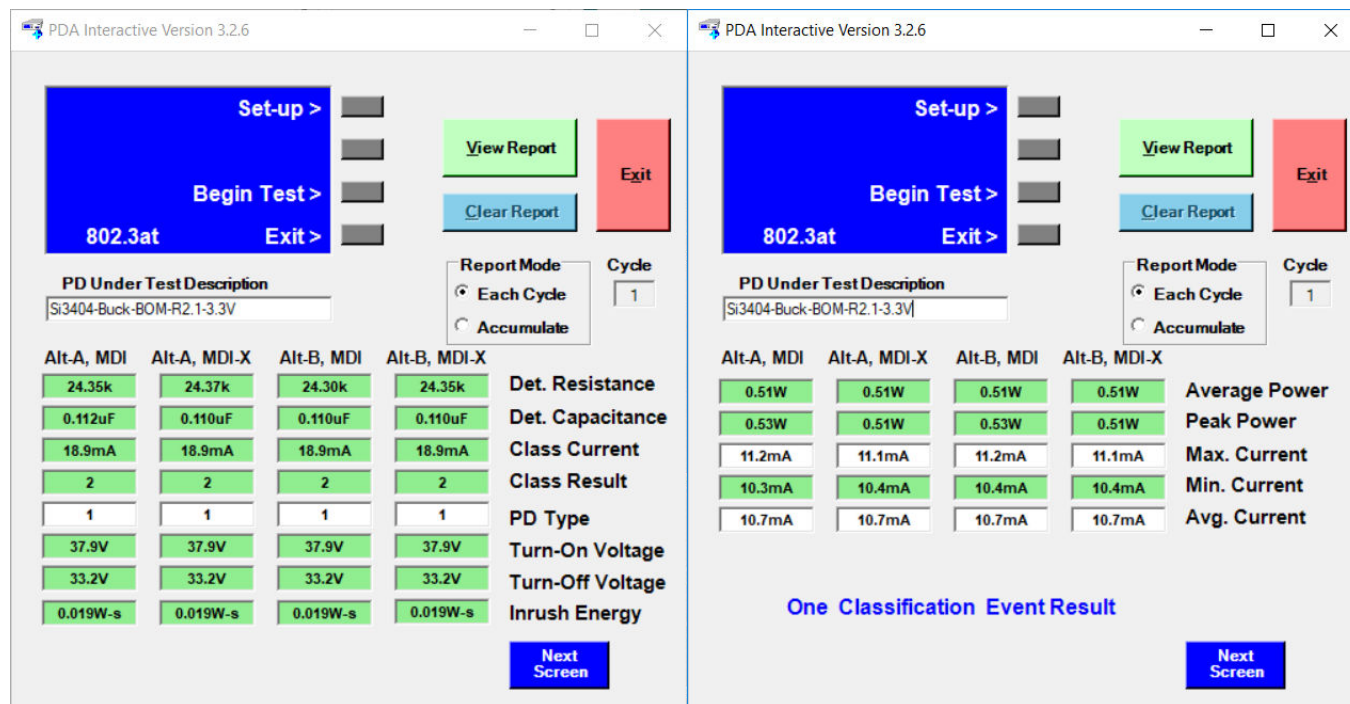 PDA Interactive Version 3.2.6
Set-up >
Begin Test >
802.3at Exit >
View Report
Clear Report
Exit
PD Under Test Description
Si3404-Buck-BOM-R2.1-3.3V
Report Mode
Each Cycle
Accumulate
Cycle
1
Alt-A, MDI Alt-A, MDI-X Alt-B, MDI Alt-B, MDI-X
24.35k 24.37k 24.30k 24.35k Det. Resistance
0.112uF 0.110uF 0.110uF 0.110uF Det. Capacitance
18.9mA 18.9mA 18.9mA 18.9mA Class Current
2 2 2 2 Class Result
1 1 1 1 PD Type
37.9V 37.9V 37.9V 37.9V Turn-On Voltage
33.2V 33.2V 33.2V 33.2V Turn-Off Voltage
0.019W-s 0.019W-s 0.019W-s 0.019W-s Inrush Energy
Next
Screen
PDA Interactive Version 3.2.6
Set-up >
Begin Test >
802.3at Exit >
View Report
Clear Report
Exit
PD Under Test Description
Si3404-Buck-BOM-R2.1-3.3V
Report Mode
Each Cycle
Accumulate
Cycle
1
Alt-A, MDI Alt-A, MDI-X Alt-B, MDI Alt-B, MDI-X
0.51W 0.51W 0.51W 0.51W Average Power
0.53W 0.51W 0.53W 0.51W Peak Power
11.2mA 11.1mA 11.2mA 11.1mA Max. Current
10.3mA 10.4mA 10.4mA 10.4mA Min. Current
10.7mA 10.7mA 10.7mA 10.7mA Avg. Current
One Classification Event Result
Next
Screen